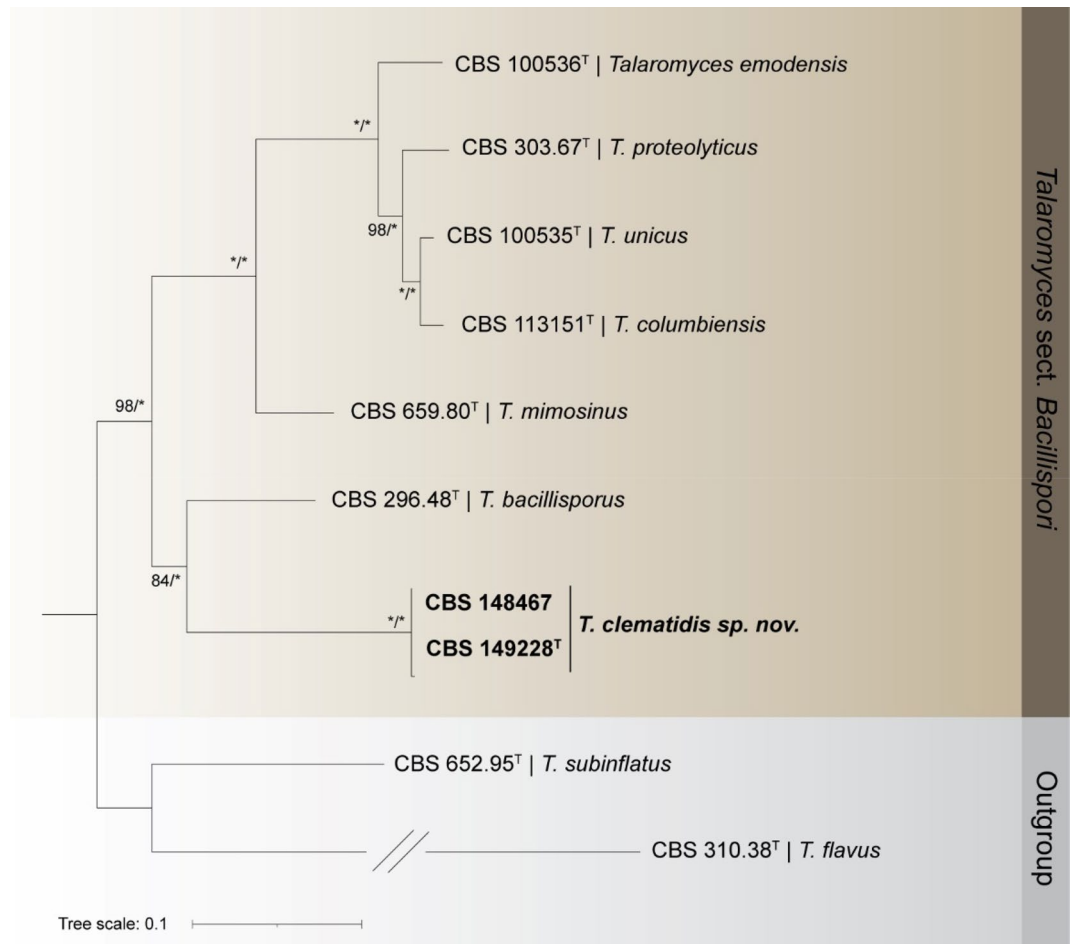 CBS 100536ᵀ | Talaromyces emodensis
*/*
CBS 303.67ᵀ | T. proteolyticus
98/*
CBS 100535ᵀ | T. unicus
*/*
*/*
CBS 113151ᵀ | T. columbiensis
98/*
CBS 659.80ᵀ | T. mimosinus
CBS 296.48ᵀ | T. bacillisporus
84/*
CBS 148467
*/*
T. clematidis sp. nov.
CBS 149228ᵀ
Talaromyces sect. Bacillispori
CBS 652.95ᵀ | T. subinflatus
CBS 310.38ᵀ | T. flavus
Outgroup
Tree scale: 0.1